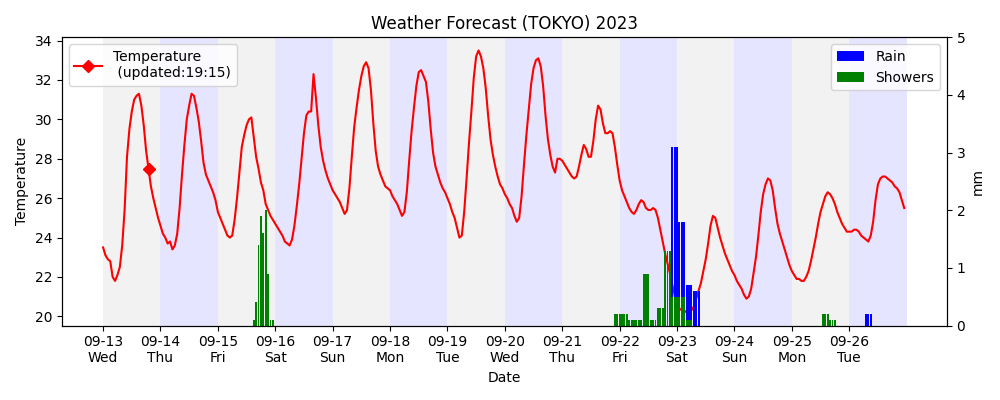 Weather Forecast (TOKYO) 2023
Temperature
(updated:19:15)
Rain
Showers
34
32
30
28
26
24
22
20
Temperature
5
4
3
2
1
0
mm
09-13 09-14 09-15 09-16 09-17 09-18 09-19 09-20 09-21 09-22 09-23 09-24 09-25 09-26
Wed Thu Fri Sat Sun Mon Tue Wed Thu Fri Sat Sun Mon Tue
Date